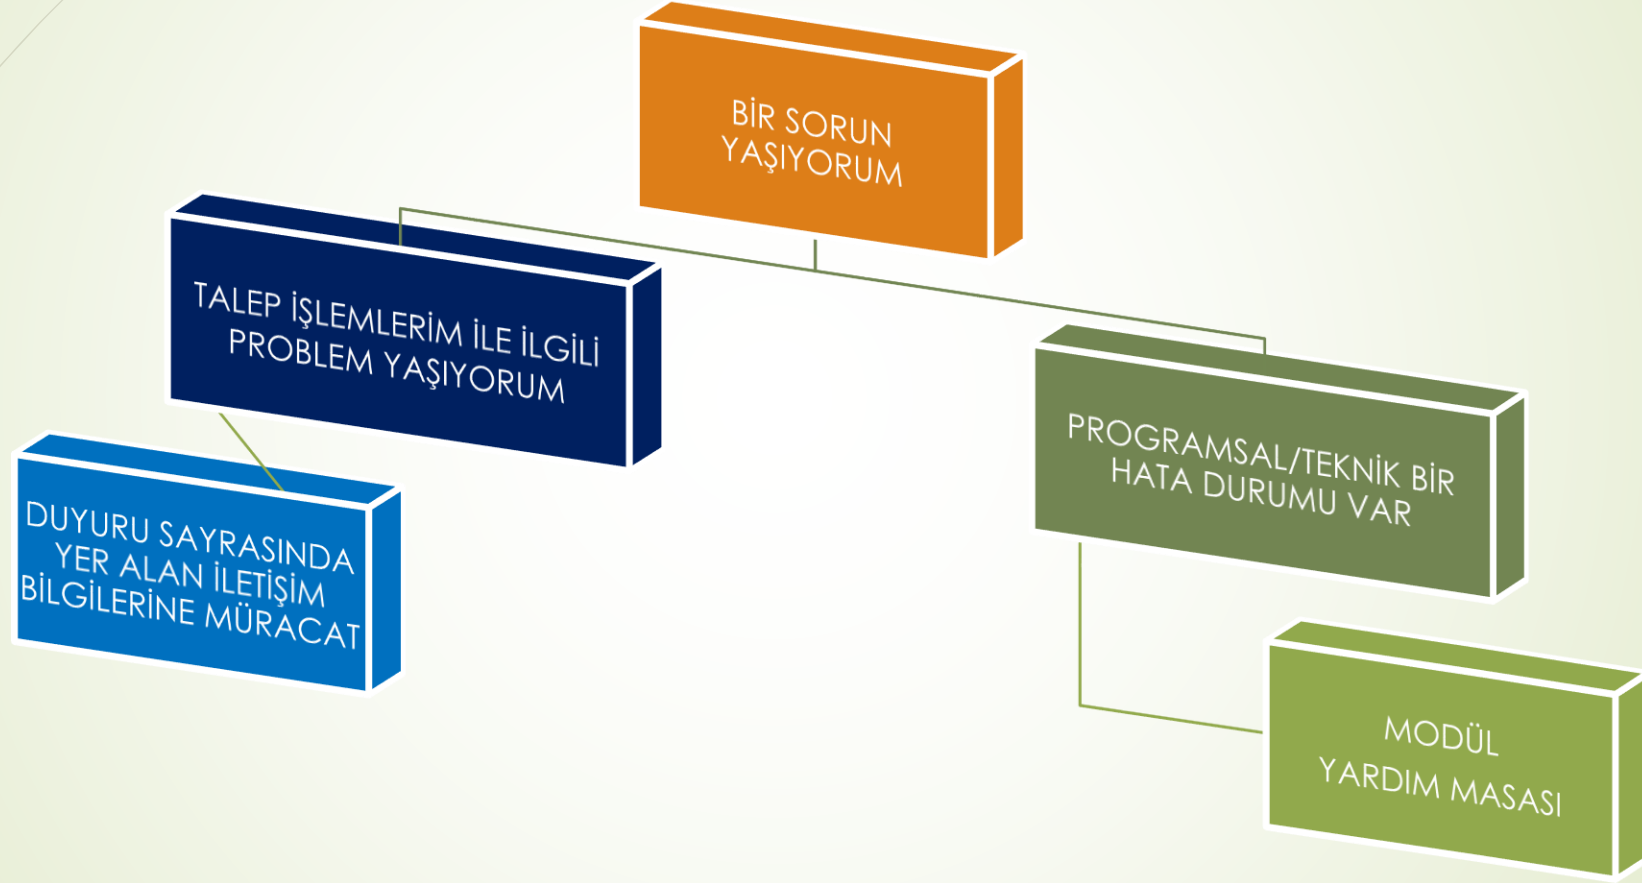 BİR SORUN
YAŞIYORUM
TALEP İŞLEMLERİM İLE İLGİLİ
PROBLEM YAŞIYORUM
PROGRAMSAL/TEKNİK BİR
HATA DURUMU VAR
DUYURU SAYRASINDA
YER ALAN İLETİŞİM
BİLGİLERİNE MÜRACAT
MODÜL
YARDIM MASASI